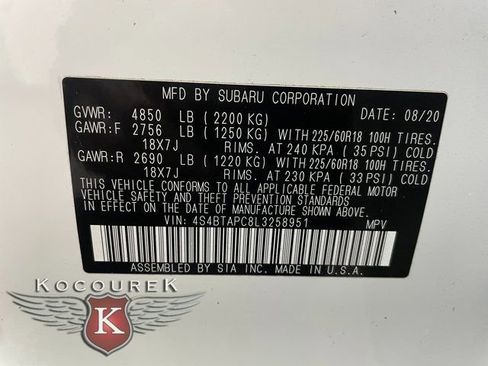 MFD BY SUBARU CORPORATION DATE: 08/20
GVWR: 4850 LB (2200 KG)
GAWR:F 2756 LB (1250 KG) WITH 225/60R18 100H TIRES,
18X7J RIMS. AT 240 KPA (35 PSI) COLD
GAWR:R 2690 LB (1220 KG) WITH 225/60R18 100H TIRES,
18X7J RIMS. AT 230 KPA (33 PSI) COLD
THIS VEHICLE CONFORMS TO ALL APPLICABLE FEDERAL MOTOR
VEHICLE SAFETY, BUMPER, AND THEFT PREVENTION STANDARDS
IN EFFECT ON THE DATE OF MANUFACTURE SHOWN ABOVE.
VIN: 4S4BTAPC8L3258951 MPV
ASSEMBLED BY SIA INC. MADE IN U.S.A.
KOCOUREK
K